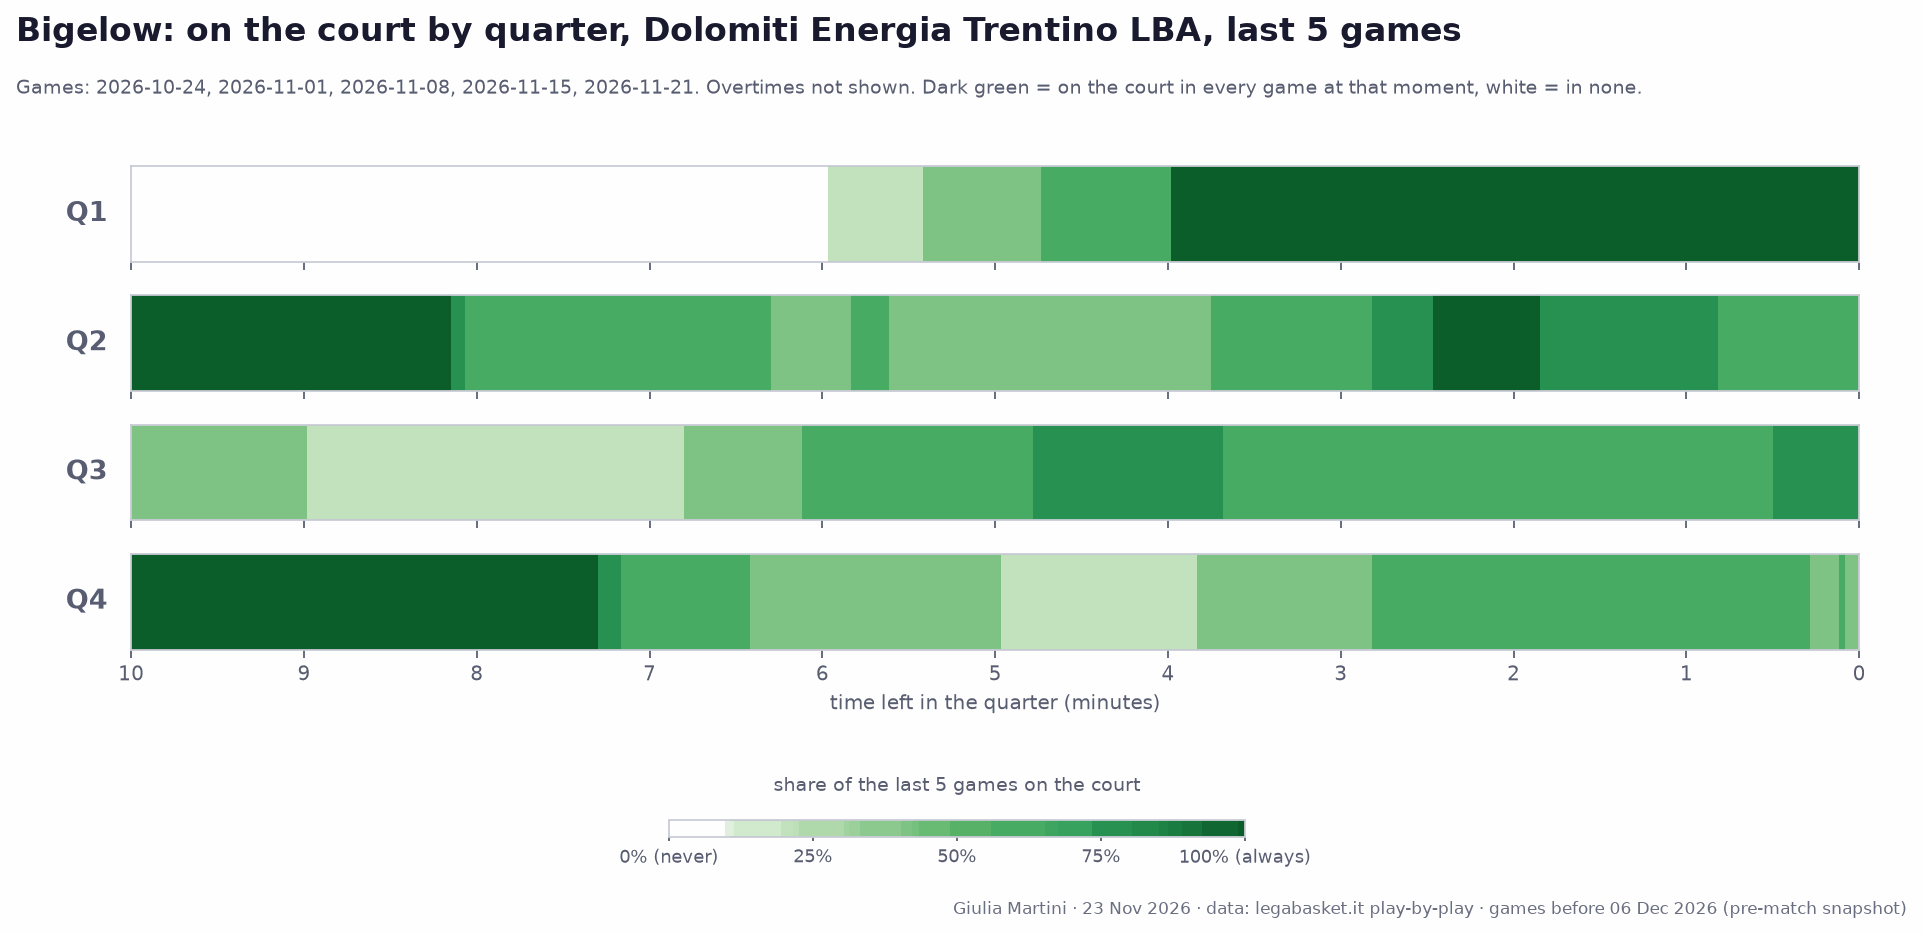 Bigelow: on the court by quarter, Dolomiti Energia Trentino LBA, last 5 games
Games: 2026-10-24, 2026-11-01, 2026-11-08, 2026-11-15, 2026-11-21. Overtimes not shown. Dark green = on the court in every game at that moment, white = in none.
Q1
Q2
Q3
Q4
10 9 8 7 6 5 4 3 2 1 0
time left in the quarter (minutes)
share of the last 5 games on the court
0% (never) 25% 50% 75% 100% (always)
Giulia Martini · 23 Nov 2026 · data: legabasket.it play-by-play · games before 06 Dec 2026 (pre-match snapshot)